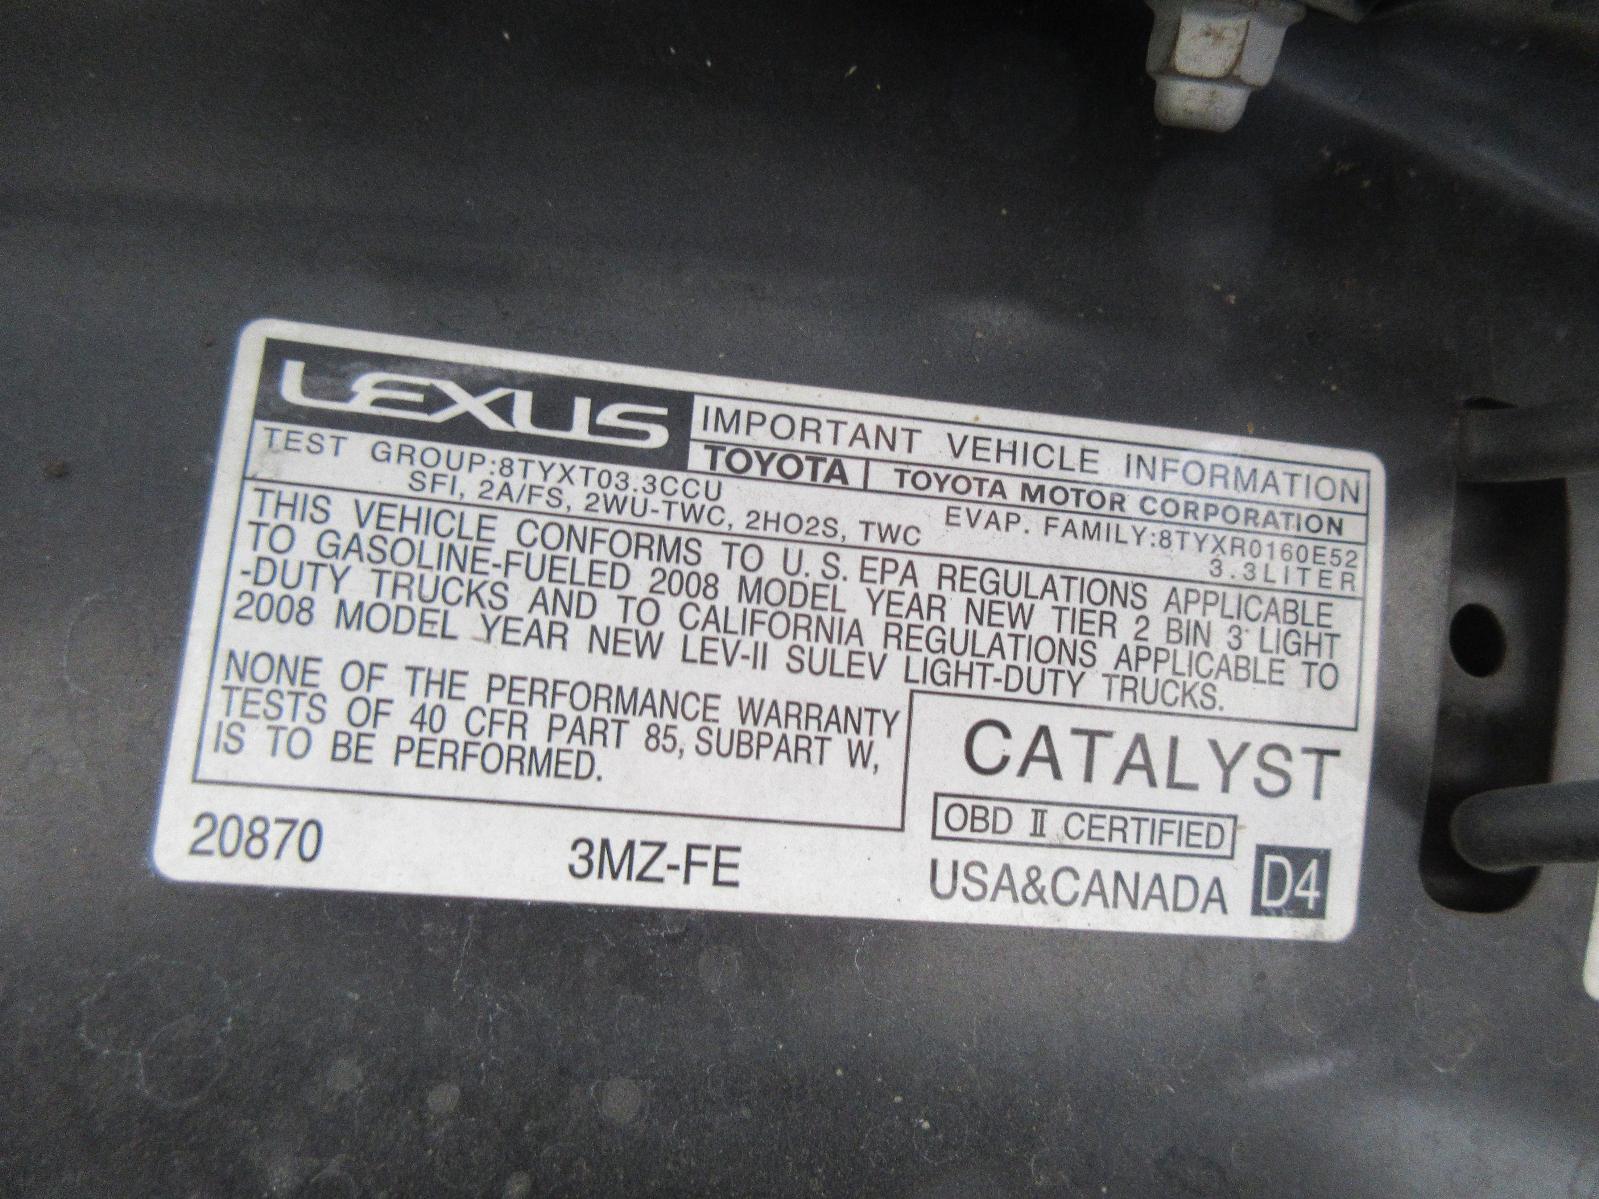 LEXUS
IMPORTANT VEHICLE INFORMATION
TOYOTA | TOYOTA MOTOR CORPORATION
TEST GROUP:8TYXT03.3CCU
EVAP. FAMILY:8TYXR0160E52
SFI, 2A/FS, 2WU-TWC, 2HO2S, TWC
3.3LITER
THIS VEHICLE CONFORMS TO U.S. EPA REGULATIONS APPLICABLE
TO GASOLINE-FUELED 2008 MODEL YEAR NEW TIER 2 BIN 3 LIGHT
-DUTY TRUCKS AND TO CALIFORNIA REGULATIONS APPLICABLE TO
2008 MODEL YEAR NEW LEV-II SULEV LIGHT-DUTY TRUCKS.
NONE OF THE PERFORMANCE WARRANTY
TESTS OF 40 CFR PART 85, SUBPART W,
IS TO BE PERFORMED.
CATALYST
OBD II CERTIFIED
20870
3MZ-FE
USA&CANADA
D4